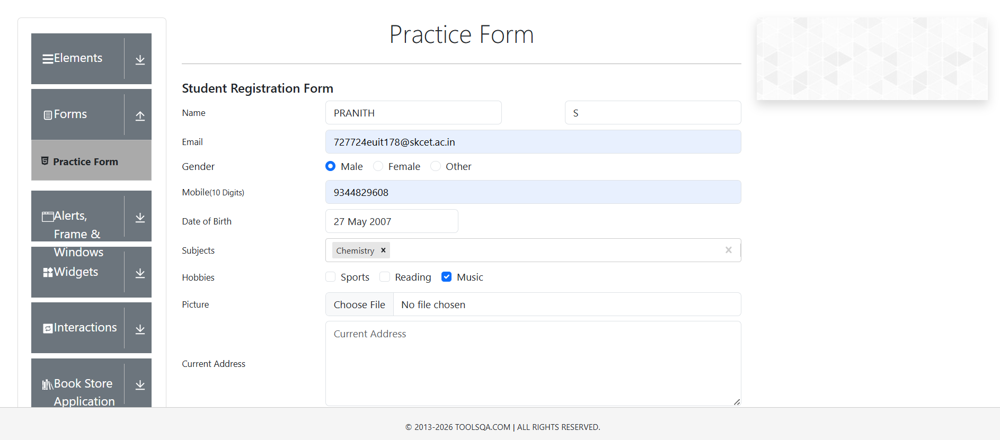 Elements
Forms
Practice Form
Alerts,
Frame &
Windows
Widgets
Interactions
Book Store
Application
Practice Form
Student Registration Form
Name PRANITH S
Email 727724euit178@skcet.ac.in
Gender Male Female Other
Mobile(10 Digits) 9344829608
Date of Birth 27 May 2007
Subjects Chemistry
Hobbies Sports Reading Music
Picture Choose File No file chosen
Current Address Current Address
© 2013-2026 TOOLSQA.COM | ALL RIGHTS RESERVED.